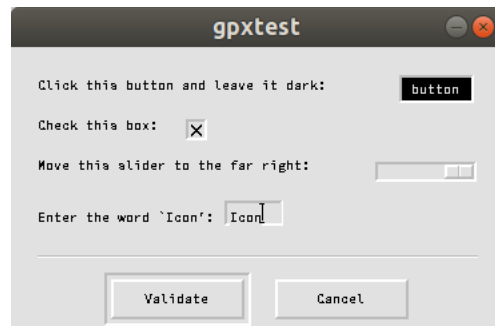 gpxtest
Click this button and leave it dark: button
Check this box:
Move this slider to the far right:
Enter the word `Icon': Icon
Validate Cancel